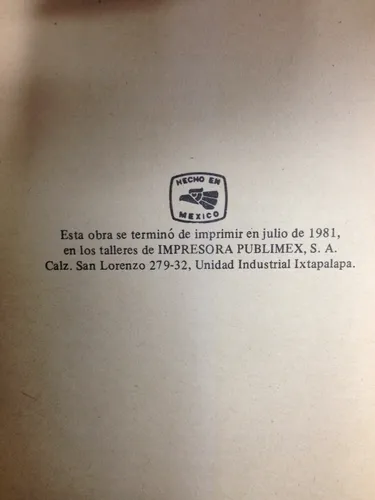 HECHO EN
MEXICO
Esta obra se terminó de imprimir en julio de 1981,
en los talleres de IMPRESORA PUBLIMEX, S. A.
Calz. San Lorenzo 279-32, Unidad Industrial Ixtapalapa.